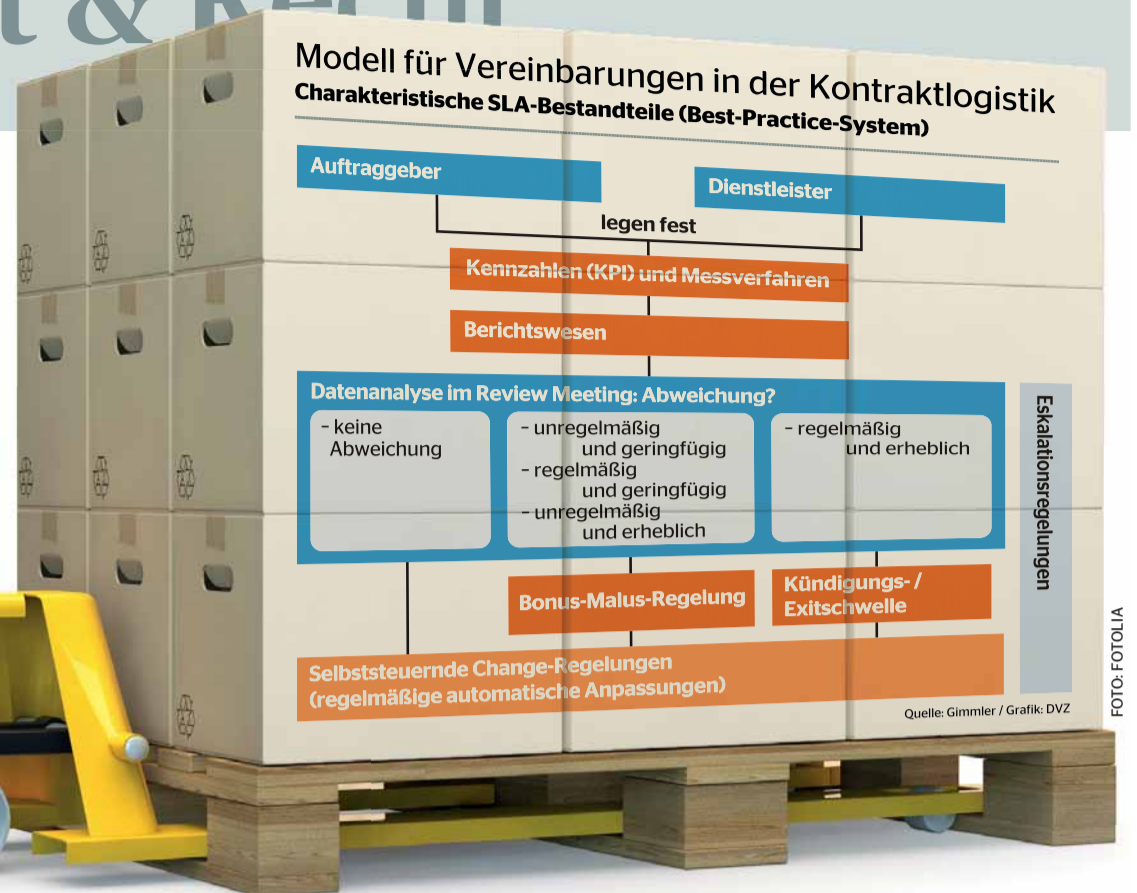 t & Recht
Modell für Vereinbarungen in der Kontraktlogistik
Charakteristische SLA-Bestandteile (Best-Practice-System)
Auftraggeber
Dienstleister
legen fest
Kennzahlen (KPI) und Messverfahren
Berichtswesen
Datenanalyse im Review Meeting: Abweichung?
– keine
Abweichung
– unregelmäßig
und geringfügig
– regelmäßig
und geringfügig
– unregelmäßig
und erheblich
– regelmäßig
und erheblich
Eskalationsregelungen
Bonus-Malus-Regelung
Kündigungs- /
Exitschwelle
Selbststeuernde Change-Regelungen
(regelmäßige automatische Anpassungen)
Quelle: Gimmler / Grafik: DVZ
FOTO: FOTOLIA